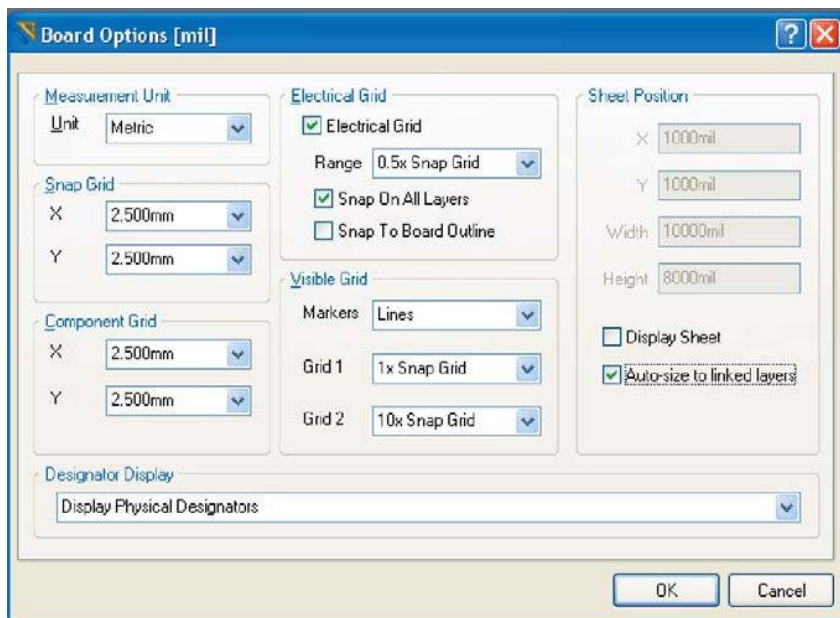 Board Options [mil]
Measurement Unit
Unit Metric
Snap Grid
X 2.500mm
Y 2.500mm
Component Grid
X 2.500mm
Y 2.500mm
Electrical Grid
Electrical Grid
Range 0.5x Snap Grid
Snap On All Layers
Snap To Board Outline
Visible Grid
Markers Lines
Grid 1 1x Snap Grid
Grid 2 10x Snap Grid
Sheet Position
X 1000mil
Y 1000mil
Width 10000mil
Height 8000mil
Display Sheet
Auto-size to linked layers
Designator Display
Display Physical Designators
OK Cancel